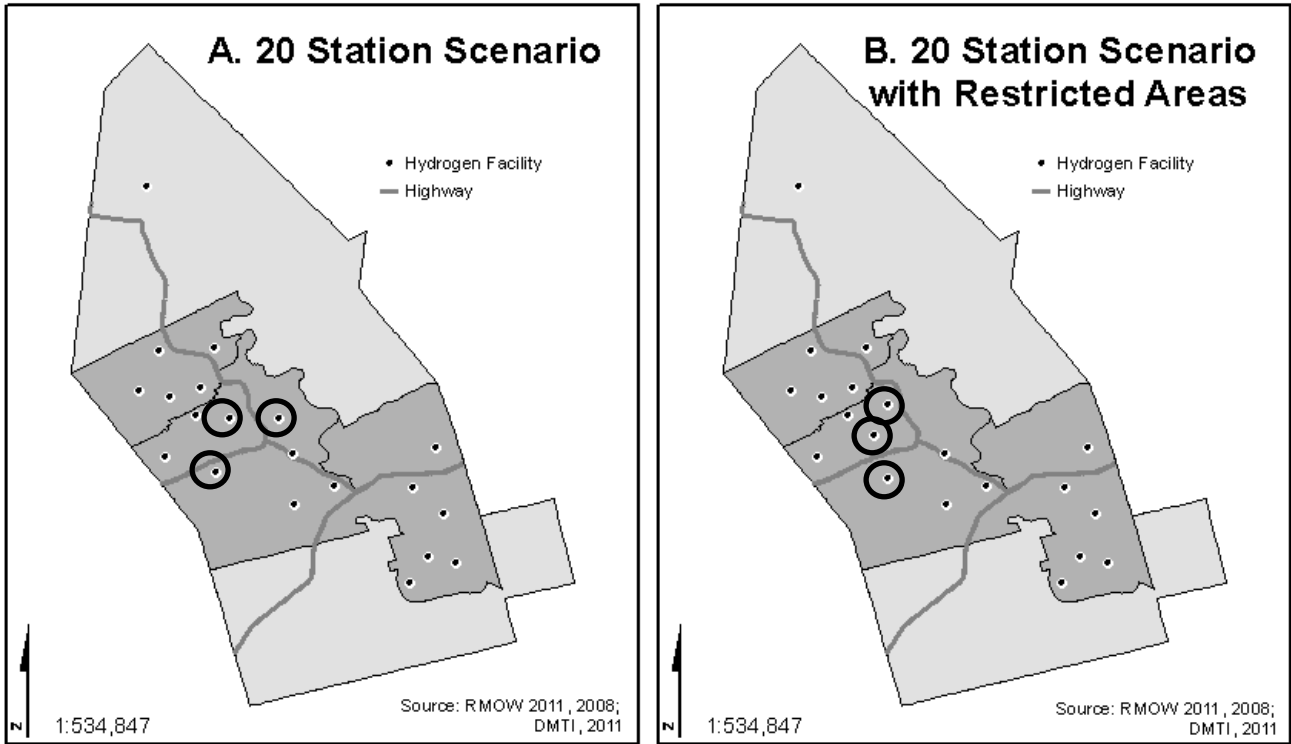 A. 20 Station Scenario
Hydrogen Facility
Highway
N
1:534,847
Source: RMOW 2011, 2008;
DMTI, 2011
B. 20 Station Scenario
with Restricted Areas
Hydrogen Facility
Highway
N
1:534,847
Source: RMOW 2011, 2008;
DMTI, 2011